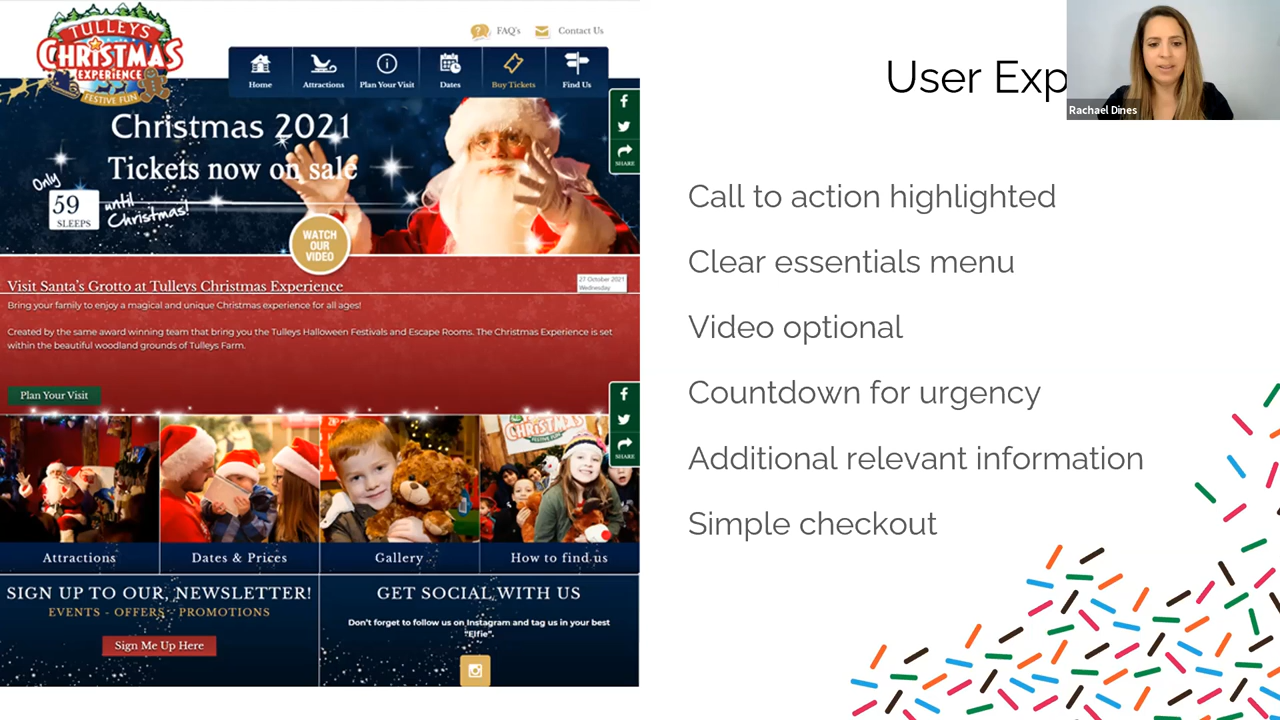 TULLEYS
CHRISTMAS
EXPERIENCE
FESTIVE FUN
FAQ's
Contact Us
Home
Attractions
Plan Your Visit
Dates
Buy Tickets
Find Us
Christmas 2021
Tickets now on sale
Only
59
SLEEPS
until
Christmas!
WATCH
OUR
VIDEO
SHARE
Visit Santa's Grotto at Tulleys Christmas Experience
27 October 2021
Wednesday
Bring your family to enjoy a magical and unique Christmas experience for all ages!
Created by the same award winning team that bring you the Tulleys Halloween Festivals and Escape Rooms. The Christmas Experience is set
within the beautiful woodland grounds of Tulleys Farm.
Plan Your Visit
SHARE
CHRISTMAS
FESTIVE FUN
Attractions
Dates & Prices
Gallery
How to find us
SIGN UP TO OUR NEWSLETTER!
EVENTS - OFFERS - PROMOTIONS
Sign Me Up Here
GET SOCIAL WITH US
Don't forget to follow us on Instagram and tag us in your best
"Elfie".
User Exp
Rachael Dines
Call to action highlighted
Clear essentials menu
Video optional
Countdown for urgency
Additional relevant information
Simple checkout